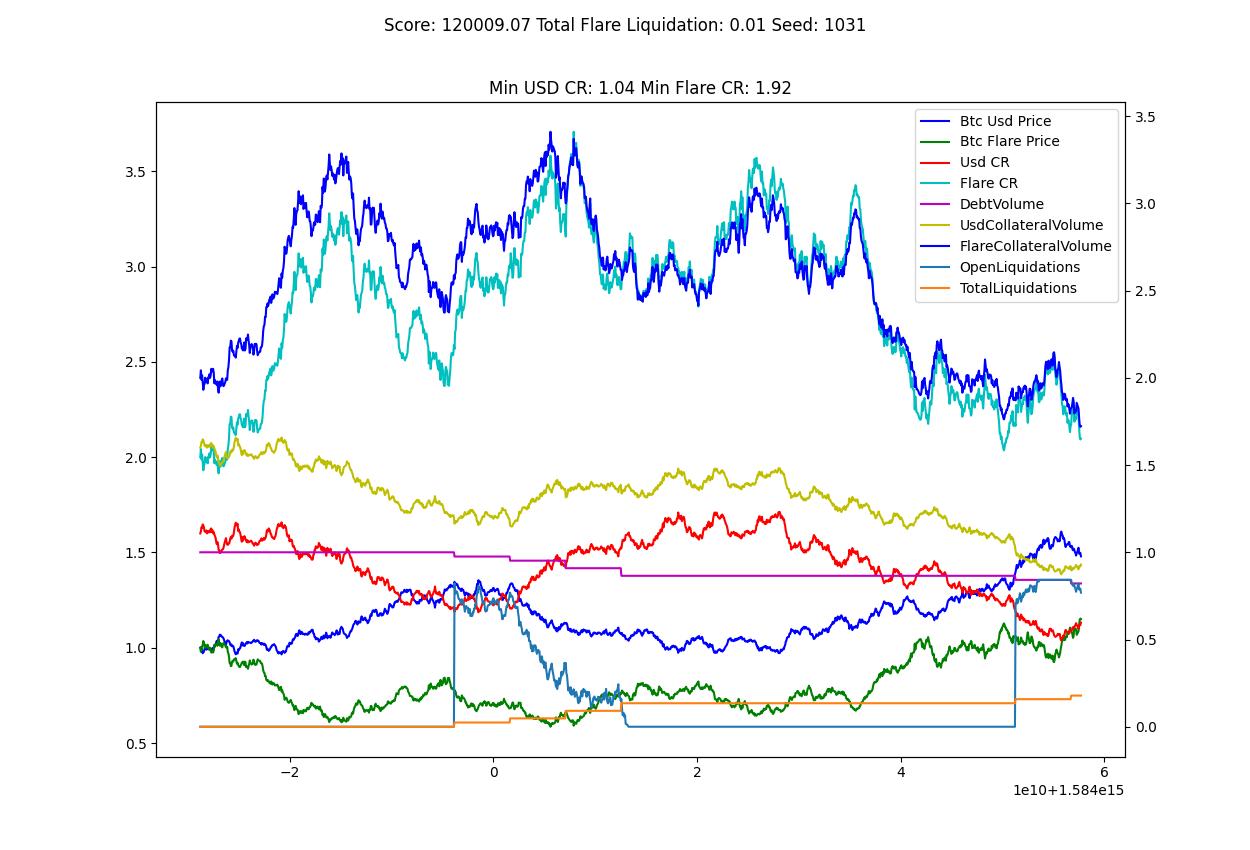 Score: 120009.07 Total Flare Liquidation: 0.01 Seed: 1031
Min USD CR: 1.04 Min Flare CR: 1.92
Btc Usd Price
Btc Flare Price
Usd CR
Flare CR
DebtVolume
UsdCollateralVolume
FlareCollateralVolume
OpenLiquidations
TotalLiquidations
3.5
3.0
2.5
2.0
1.5
1.0
0.5
3.5
3.0
2.5
2.0
1.5
1.0
0.5
0.0
−2
0
2
4
6
1e10+1.584e15